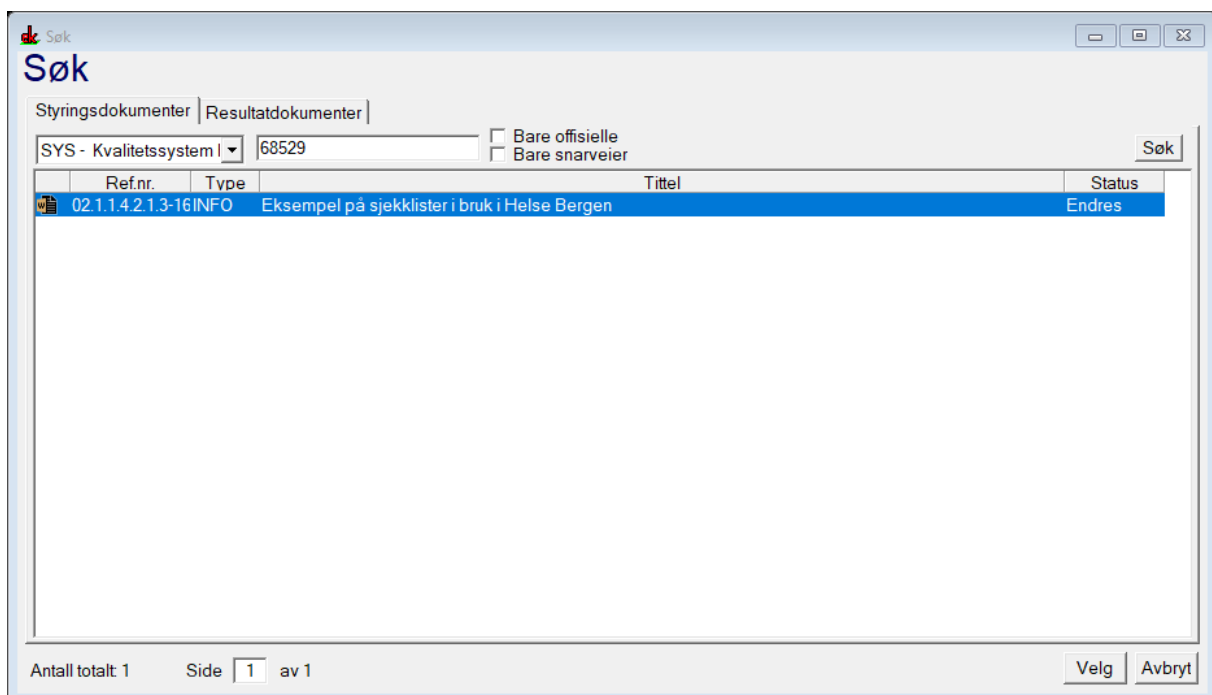 dk Søk
Søk
Styringsdokumenter Resultatdokumenter
SYS - Kvalitetssystem 68529 Bare offisielle
Bare snarveier
Søk
Ref.nr. Type Tittel Status
02.1.1.4.2.1.3-16 INFO Eksempel på sjekklister i bruk i Helse Bergen Endres
Antall totalt: 1 Side 1 av 1 Velg Avbryt